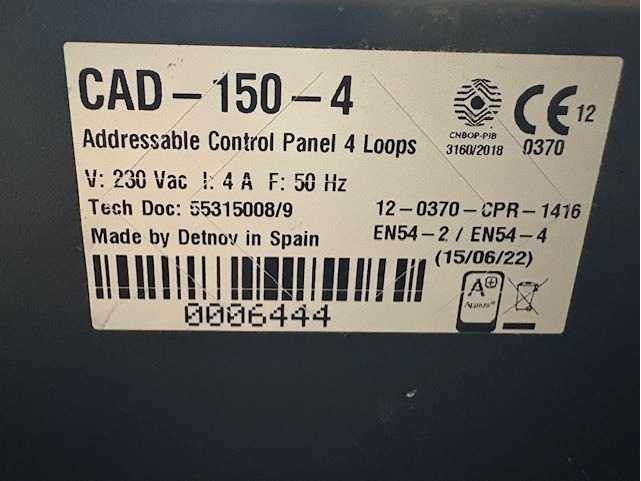 CAD-150-4
Addressable Control Panel 4 Loops
CNBOP-PIB
3160/2018
CE 12
0370
V: 230 Vac I: 4 A F: 50 Hz
Tech Doc: 55315008/9
12-0370-CPR-1416
Made by Detnov in Spain
EN54-2 / EN54-4
(15/06/22)
0006444
A+
Applus+